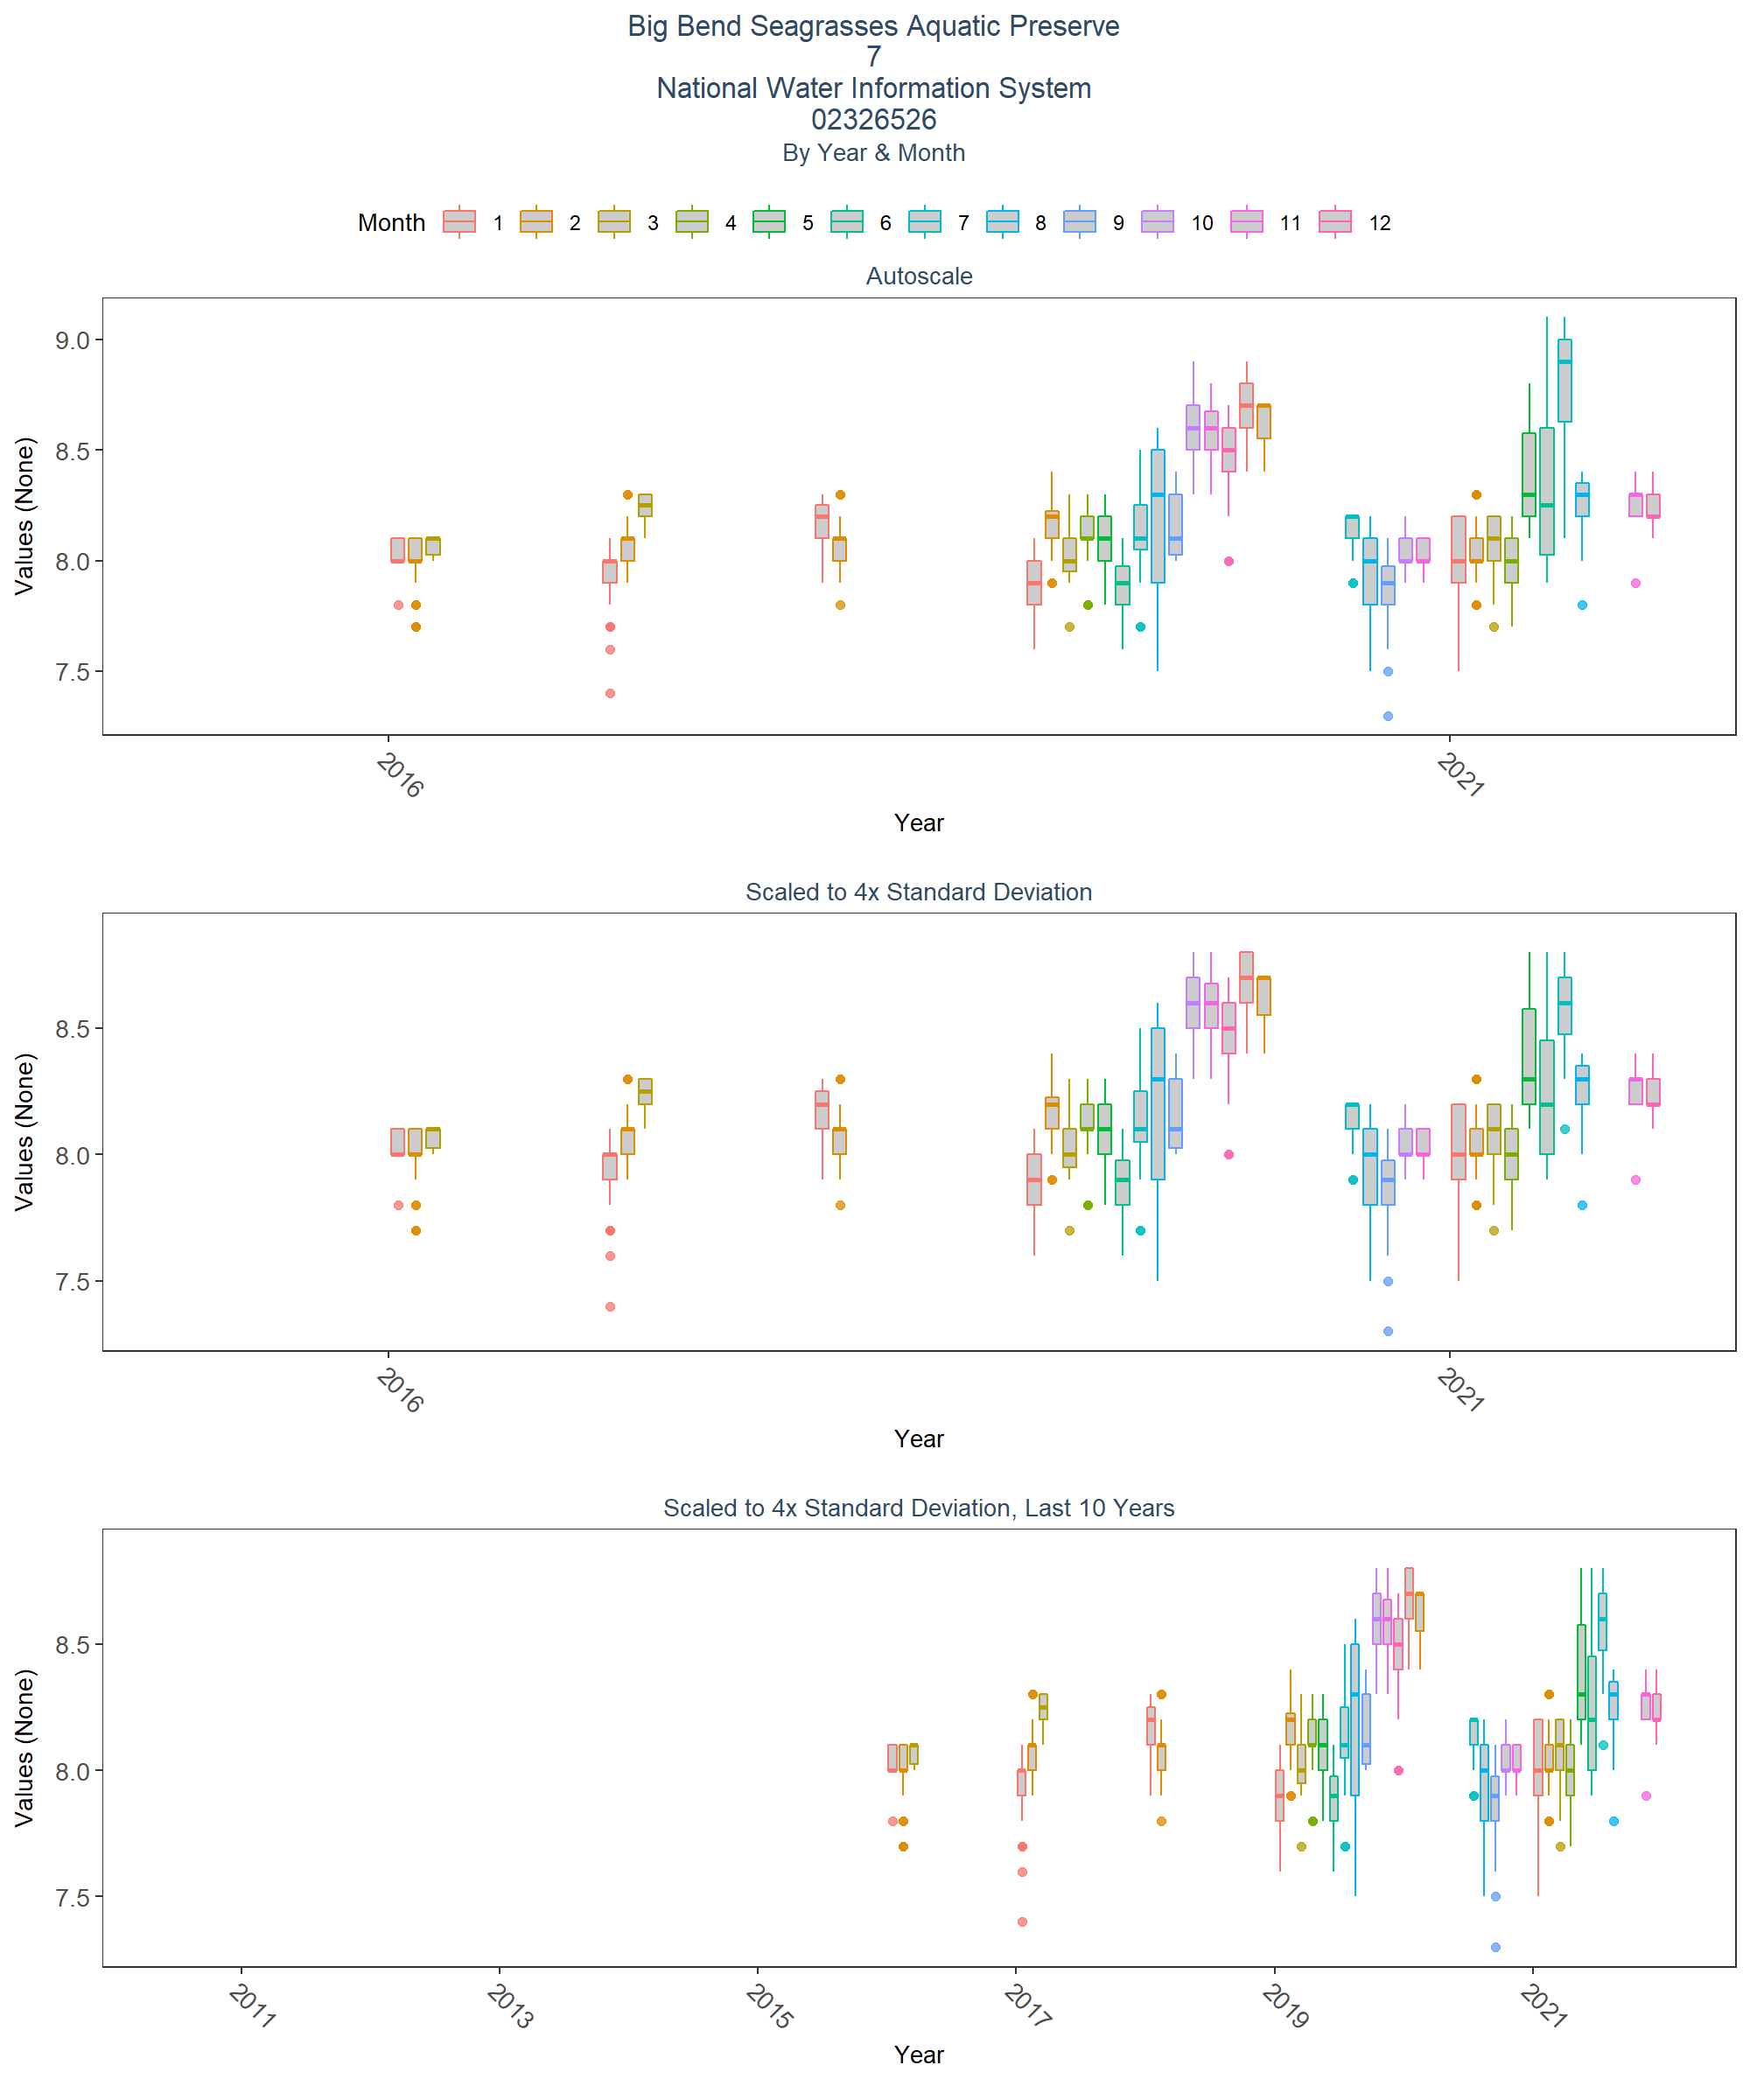 Big Bend Seagrasses Aquatic Preserve
7
National Water Information System
02326526
By Year & Month
Month 1 2 3 4 5 6 7 8 9 10 11 12
Autoscale
Values (None)
9.0
8.5
8.0
7.5
2016 2021
Year
Scaled to 4x Standard Deviation
Values (None)
8.5
8.0
7.5
2016 2021
Year
Scaled to 4x Standard Deviation, Last 10 Years
Values (None)
8.5
8.0
7.5
2011 2013 2015 2017 2019 2021
Year